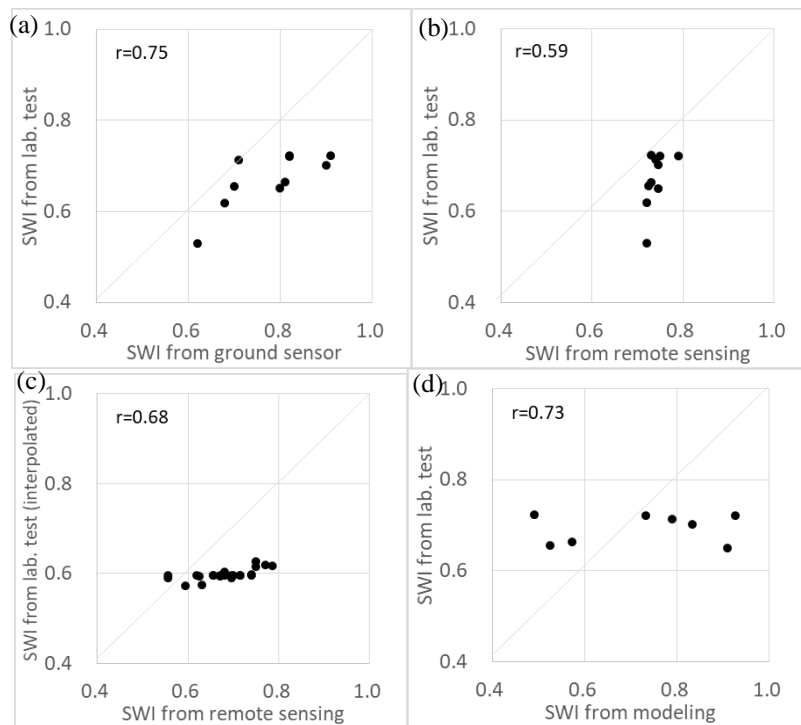 (a)
r=0.75
SWI from lab. test
1.0
0.8
0.6
0.4
0.4 0.6 0.8 1.0
SWI from ground sensor
(b)
r=0.59
SWI from lab. test
1.0
0.8
0.6
0.4
0.4 0.6 0.8 1.0
SWI from remote sensing
(c)
r=0.68
SWI from lab. test (interpolated)
1.0
0.8
0.6
0.4
0.4 0.6 0.8 1.0
SWI from remote sensing
(d)
r=0.73
SWI from lab. test
1.0
0.8
0.6
0.4
0.4 0.6 0.8 1.0
SWI from modeling